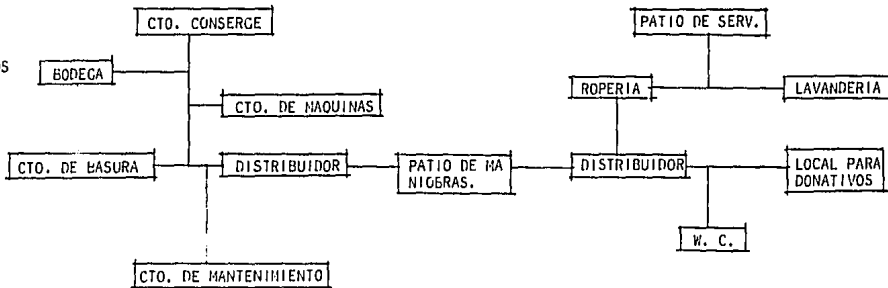 CTO. CONSERGE
PATIO DE SERV.
OS
BODEGA
ROPERIA
LAVANDERIA
CTO. DE MAQUINAS
CTO. DE BASURA
DISTRIBUIDOR
PATIO DE MA
NIOBRAS.
DISTRIBUIDOR
LOCAL PARA
DONATIVOS
W. C.
CTO. DE MANTENIMIENTO